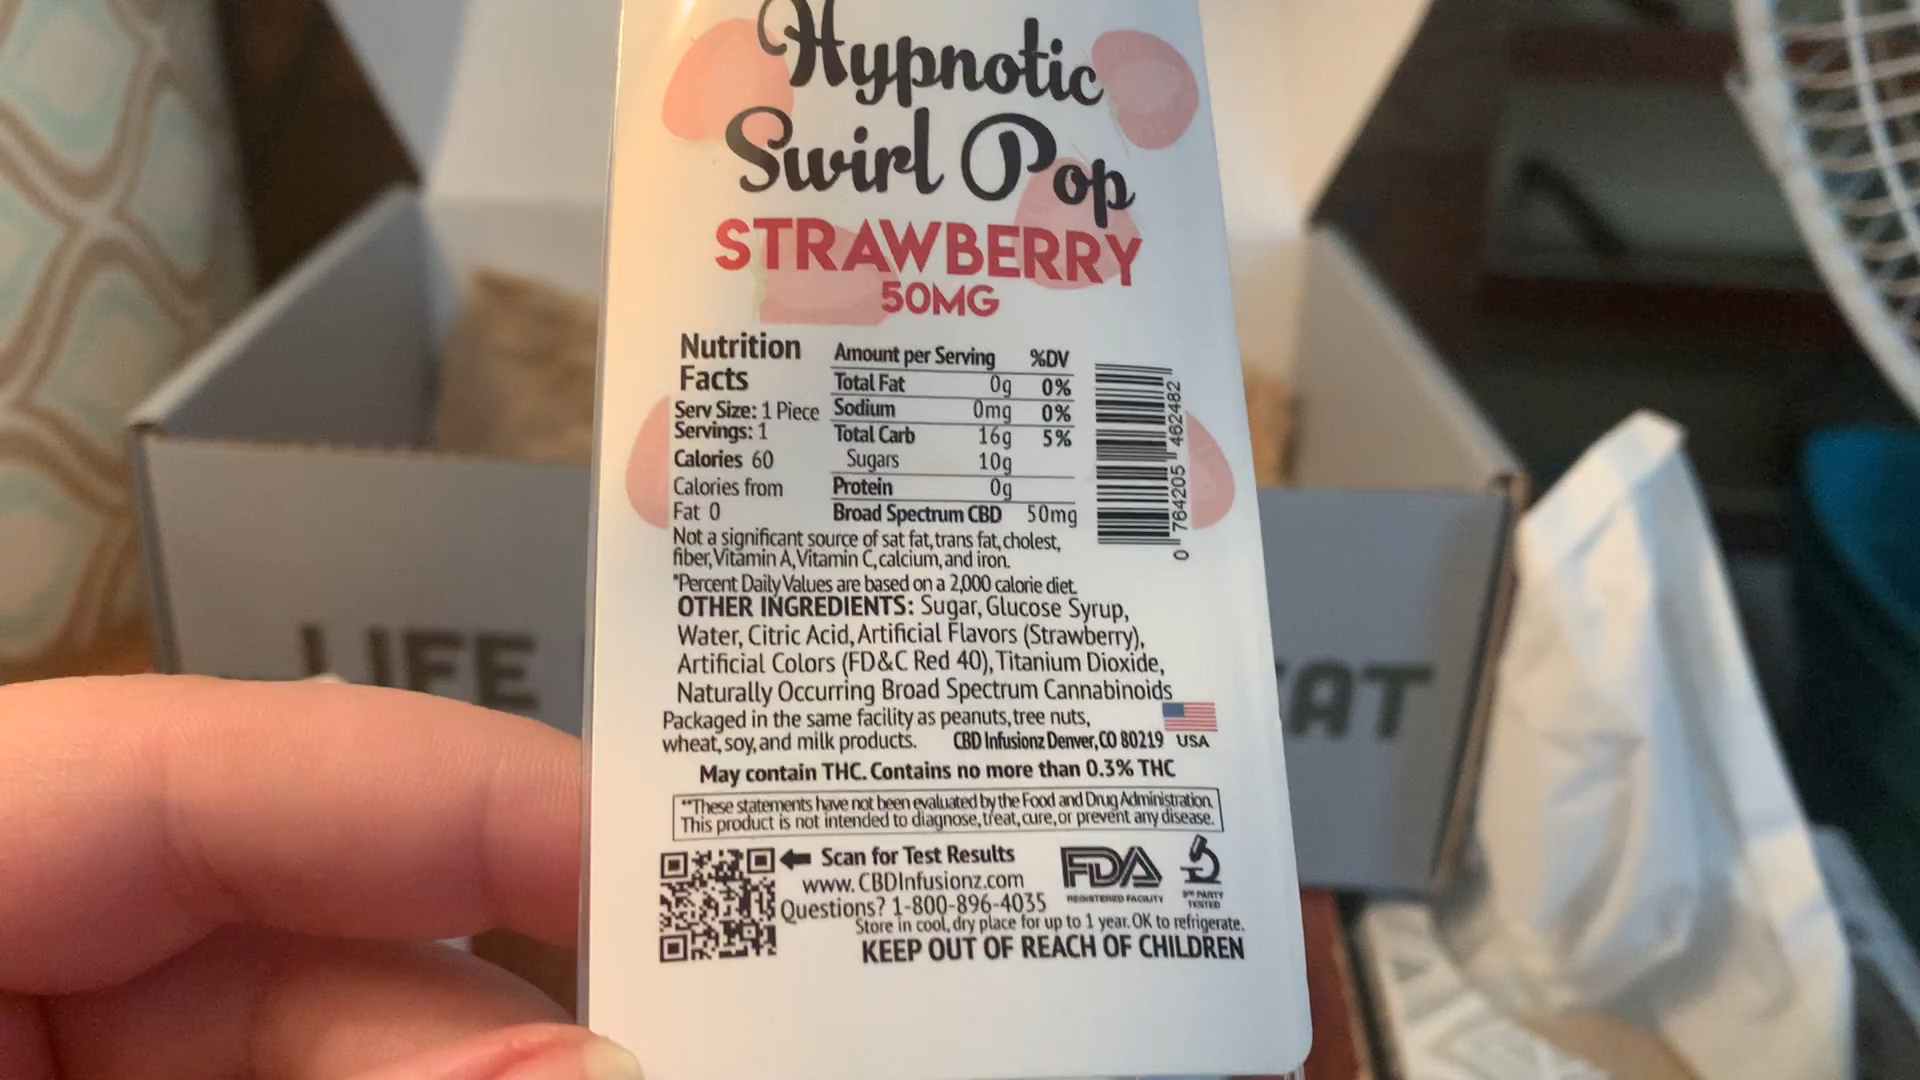 Hypnotic
Swirl Pop
STRAWBERRY
50MG
Nutrition
Facts
Serv Size: 1 Piece
Servings: 1
Calories 60
Calories from
Fat 0
Amount per Serving %DV
Total Fat 0g 0%
Sodium 0mg 0%
Total Carb 16g 5%
Sugars 10g
Protein 0g
Broad Spectrum CBD 50mg
0 764205 462482
Not a significant source of sat fat, trans fat, cholest,
fiber, Vitamin A, Vitamin C, calcium, and iron.
*Percent Daily Values are based on a 2,000 calorie diet.
OTHER INGREDIENTS: Sugar, Glucose Syrup,
Water, Citric Acid, Artificial Flavors (Strawberry),
Artificial Colors (FD&C Red 40), Titanium Dioxide,
Naturally Occurring Broad Spectrum Cannabinoids
Packaged in the same facility as peanuts, tree nuts,
wheat, soy, and milk products. CBD Infusionz Denver, CO 80219 USA
May contain THC. Contains no more than 0.3% THC
**These statements have not been evaluated by the Food and Drug Administration.
This product is not intended to diagnose, treat, cure, or prevent any disease.
Scan for Test Results
www.CBDInfusionz.com
Questions? 1-800-896-4035
FDA
REGISTERED FACILITY
3RD PARTY
TESTED
Store in cool, dry place for up to 1 year. OK to refrigerate.
KEEP OUT OF REACH OF CHILDREN
LIFE
EAT